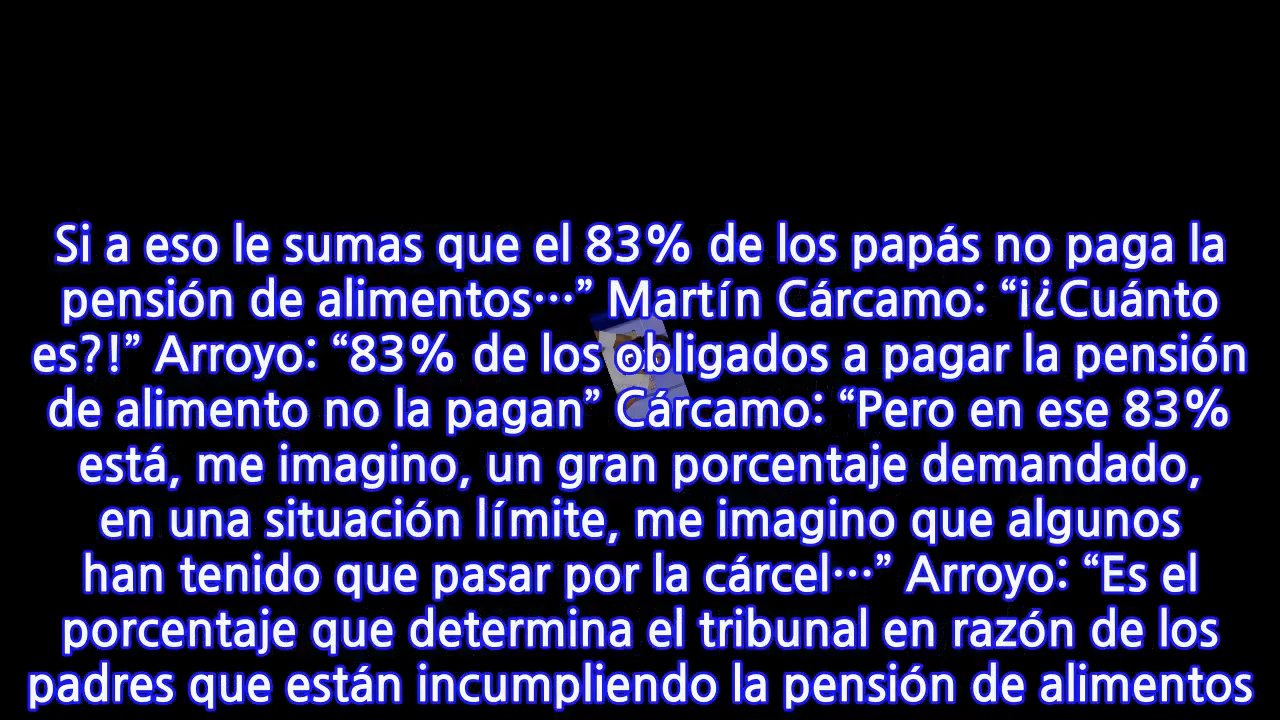 Si a eso le sumas que el 83% de los papás no paga la
pensión de alimentos…” Martín Cárcamo: “¡¿Cuánto
es?!” Arroyo: “83% de los obligados a pagar la pensión
de alimento no la pagan” Cárcamo: “Pero en ese 83%
está, me imagino, un gran porcentaje demandado,
en una situación límite, me imagino que algunos
han tenido que pasar por la cárcel…” Arroyo: “Es el
porcentaje que determina el tribunal en razón de los
padres que están incumpliendo la pensión de alimentos